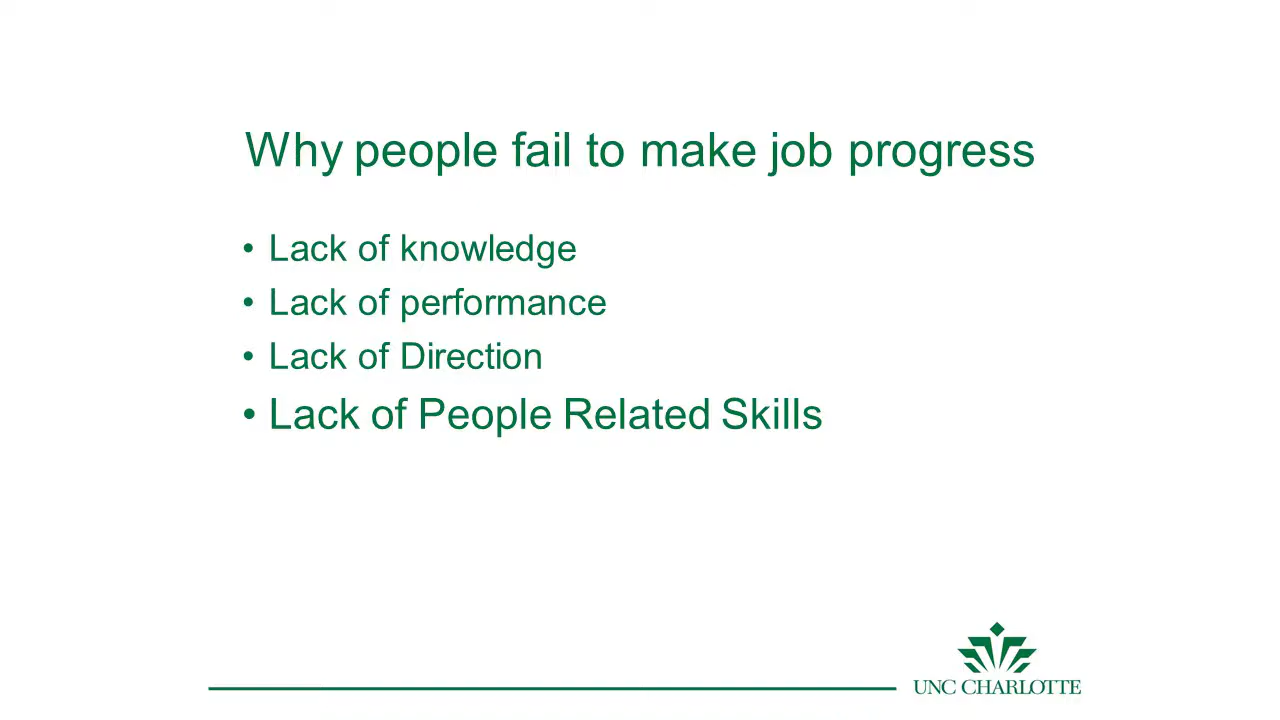 Why people fail to make job progress
• Lack of knowledge
• Lack of performance
• Lack of Direction
• Lack of People Related Skills
UNC CHARLOTTE